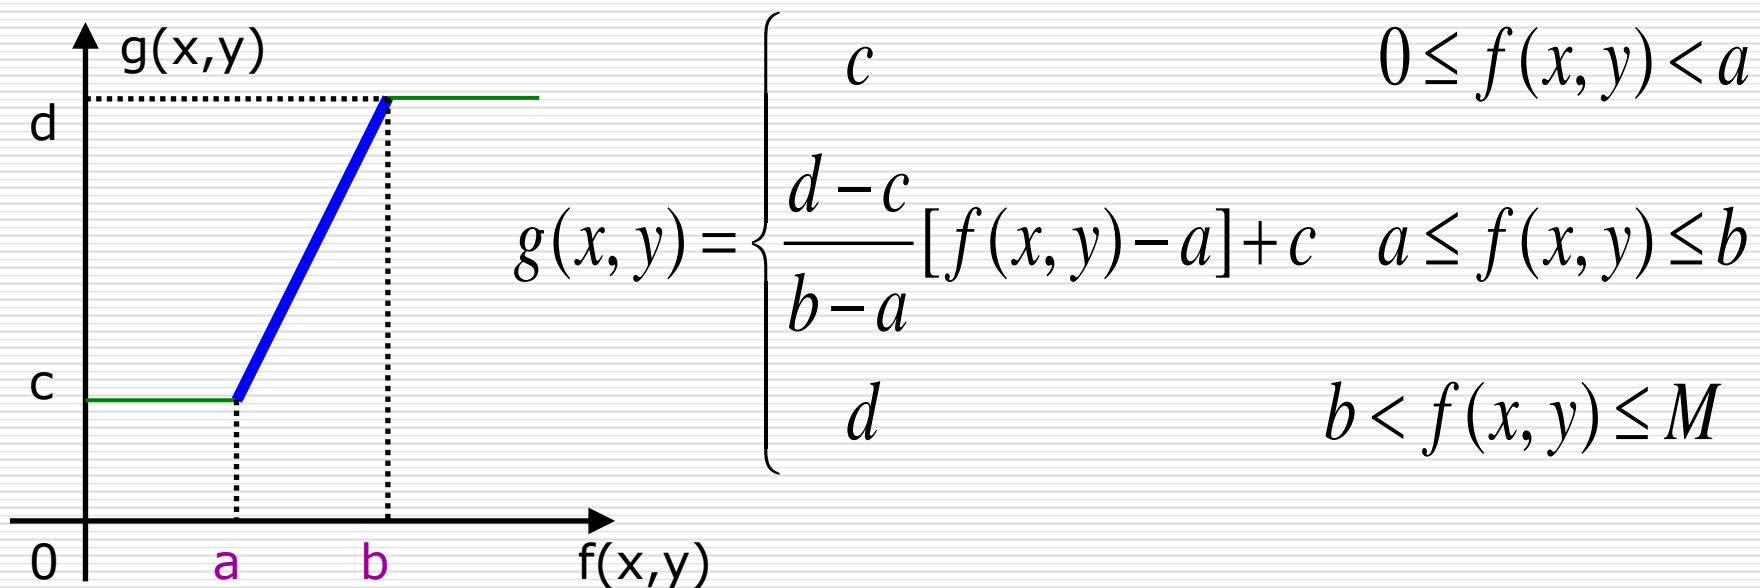 g(x,y)
d
c
0
a
b
f(x,y)
g(x, y) = {
c    0 ≤ f(x, y) < a
d − c / b − a [f(x, y) − a] + c    a ≤ f(x, y) ≤ b
d    b < f(x, y) ≤ M